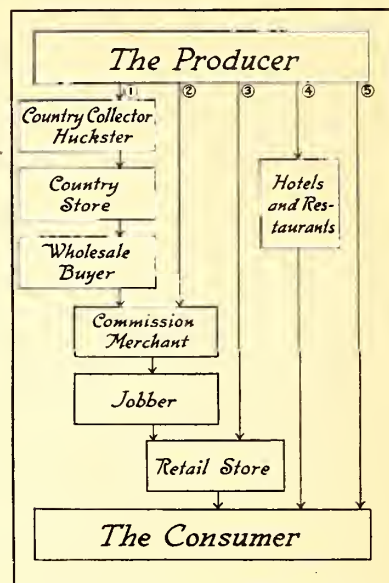 The Producer
① ② ③ ④ ⑤
Country Collector
Huckster
Country
Store
Hotels
and Res-
taurants
Wholesale
Buyer
Commission
Merchant
Jobber
Retail Store
The Consumer